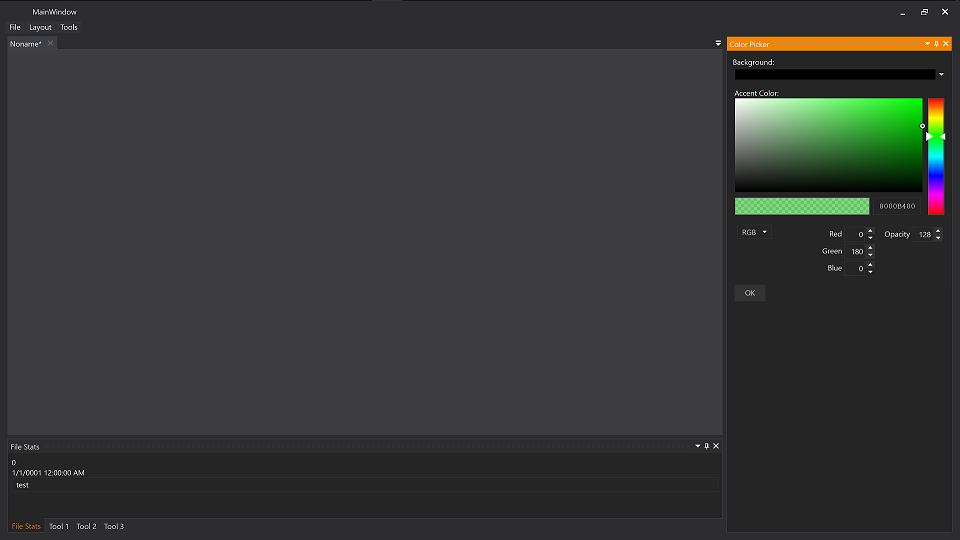 MainWindow
File Layout Tools
Noname*
Color Picker
Background:
Accent Color:
8000B400
RGB
Red 0 Opacity 128
Green 180
Blue 0
OK
File Stats
0
1/1/0001 12:00:00 AM
test
File Stats Tool 1 Tool 2 Tool 3